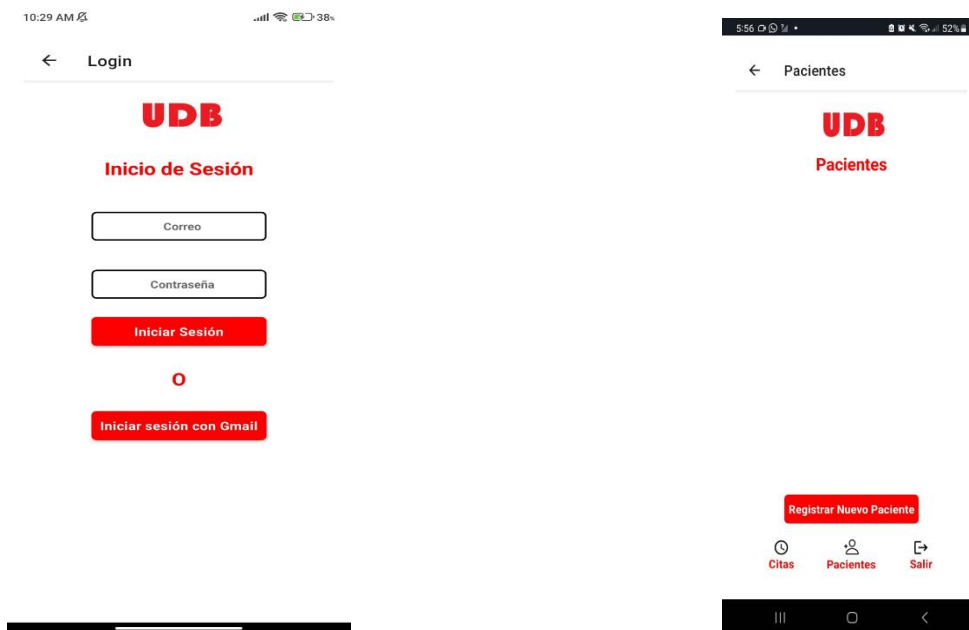 10:29 AM
38%
Login
UDB
Inicio de Sesión
Correo
Contraseña
Iniciar Sesión
O
Iniciar sesión con Gmail
5:56
52%
Pacientes
UDB
Pacientes
Registrar Nuevo Paciente
Citas Pacientes Salir